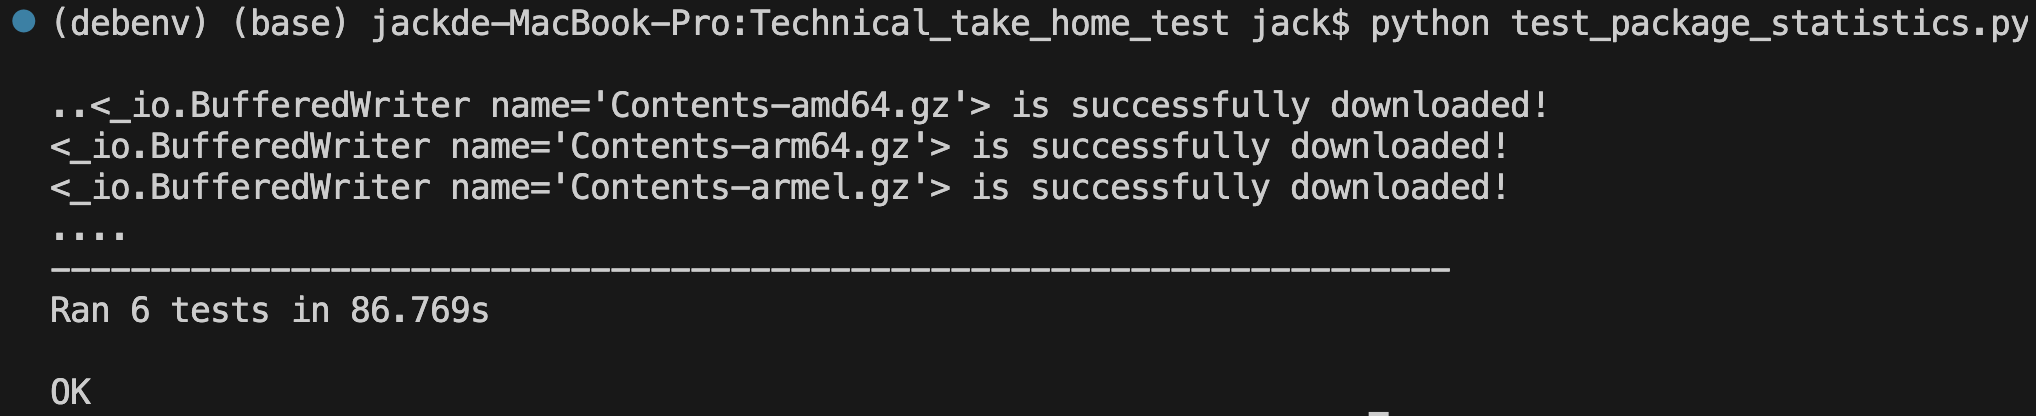 (debenv) (base) jackde-MacBook-Pro:Technical_take_home_test jack$ python test_package_statistics.py
..<_io.BufferedWriter name='Contents-amd64.gz'> is successfully downloaded!
<_io.BufferedWriter name='Contents-arm64.gz'> is successfully downloaded!
<_io.BufferedWriter name='Contents-armel.gz'> is successfully downloaded!
....
----------------------------------------------------------------------
Ran 6 tests in 86.769s
OK